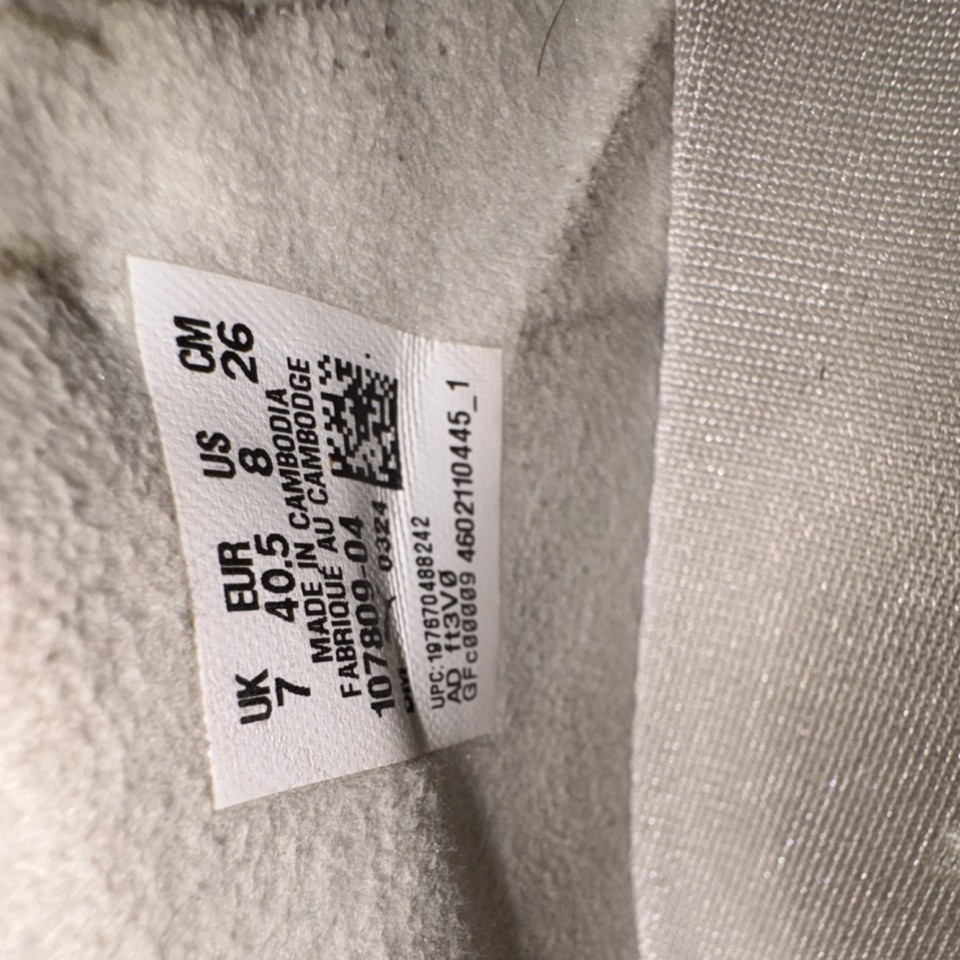 UK EUR US CM
7 40.5 8 26
MADE IN CAMBODIA
FABRIQUÉ AU CAMBODGE
107809-04
0324
UPC:197670488242
AD ft3V0
GFc00009 4602110445_1